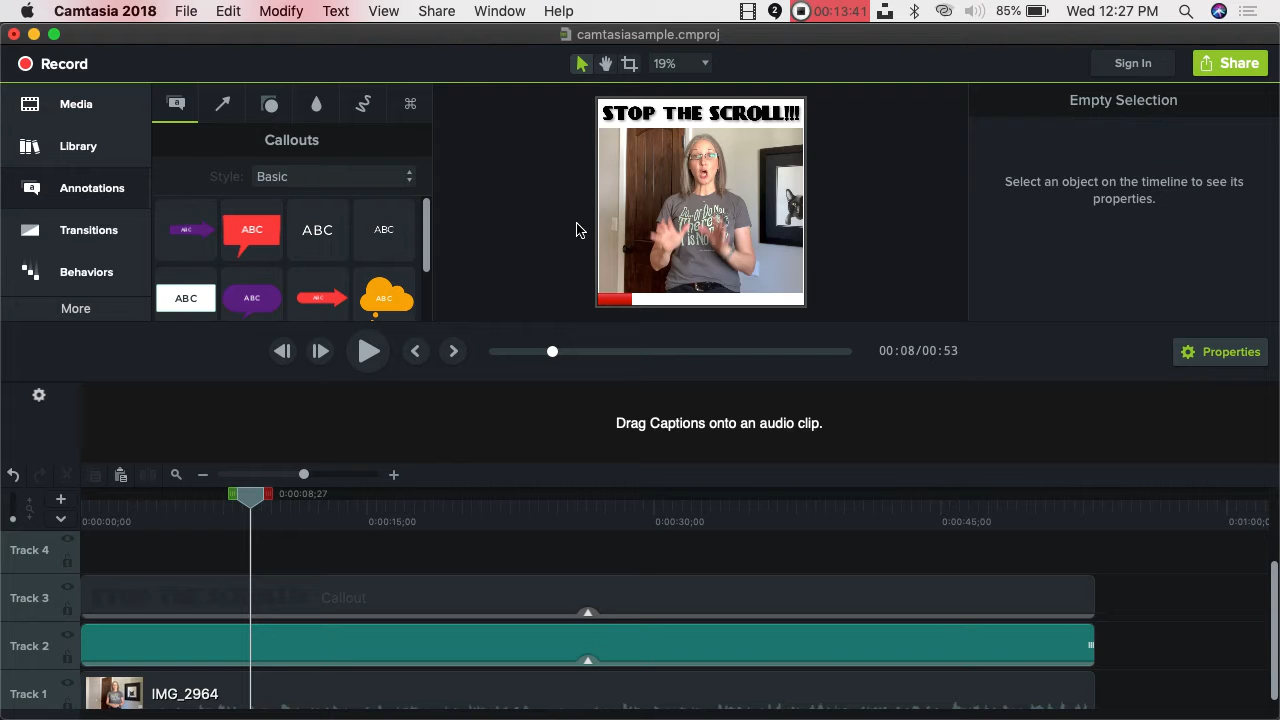 Camtasia 2018 File Edit Modify Text View Share Window Help 2 00:13:41 85% Wed 12:27 PM
camtasiasample.cmproj
Record 19% Sign In Share
Media
Library
Annotations
Transitions
Behaviors
More
Callouts
Style: Basic
ABC ABC ABC ABC
ABC ABC ABC ABC
STOP THE SCROLL!!!
Empty Selection
Select an object on the timeline to see its
properties.
00:08/00:53
Properties
Drag Captions onto an audio clip.
0:00:08;27
0:00:00;00 0:00:15;00 0:00:30;00 0:00:45;00 0:01:00;
Track 4
Track 3 Callout
Track 2
Track 1 IMG_2964